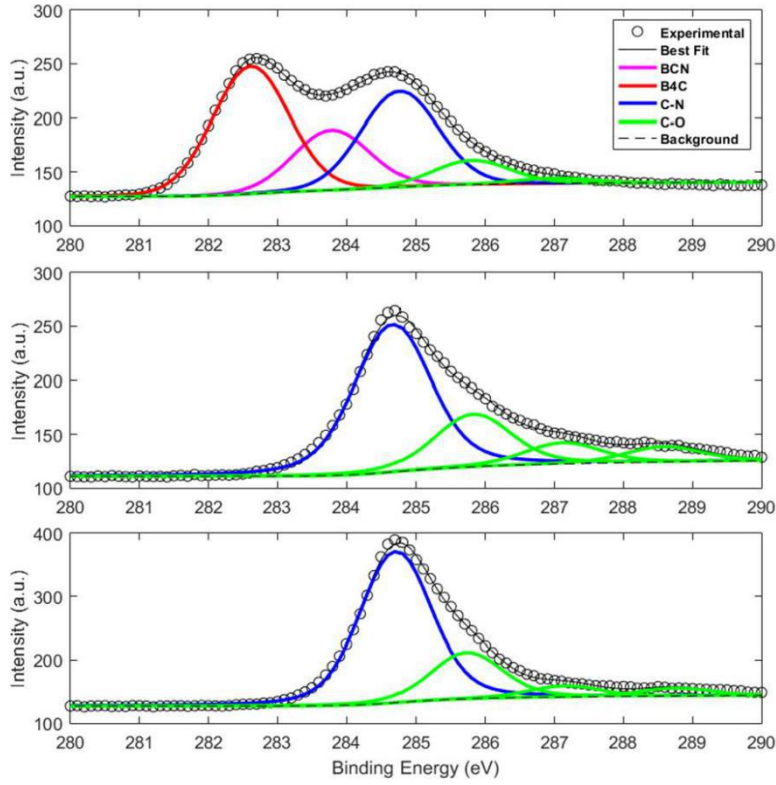 300
250
200
150
100
Intensity (a.u.)
Experimental
Best Fit
BCN
B4C
C-N
C-O
Background
280 281 282 283 284 285 286 287 288 289 290
300
250
200
150
100
Intensity (a.u.)
280 281 282 283 284 285 286 287 288 289 290
400
300
200
100
Intensity (a.u.)
280 281 282 283 284 285 286 287 288 289 290
Binding Energy (eV)